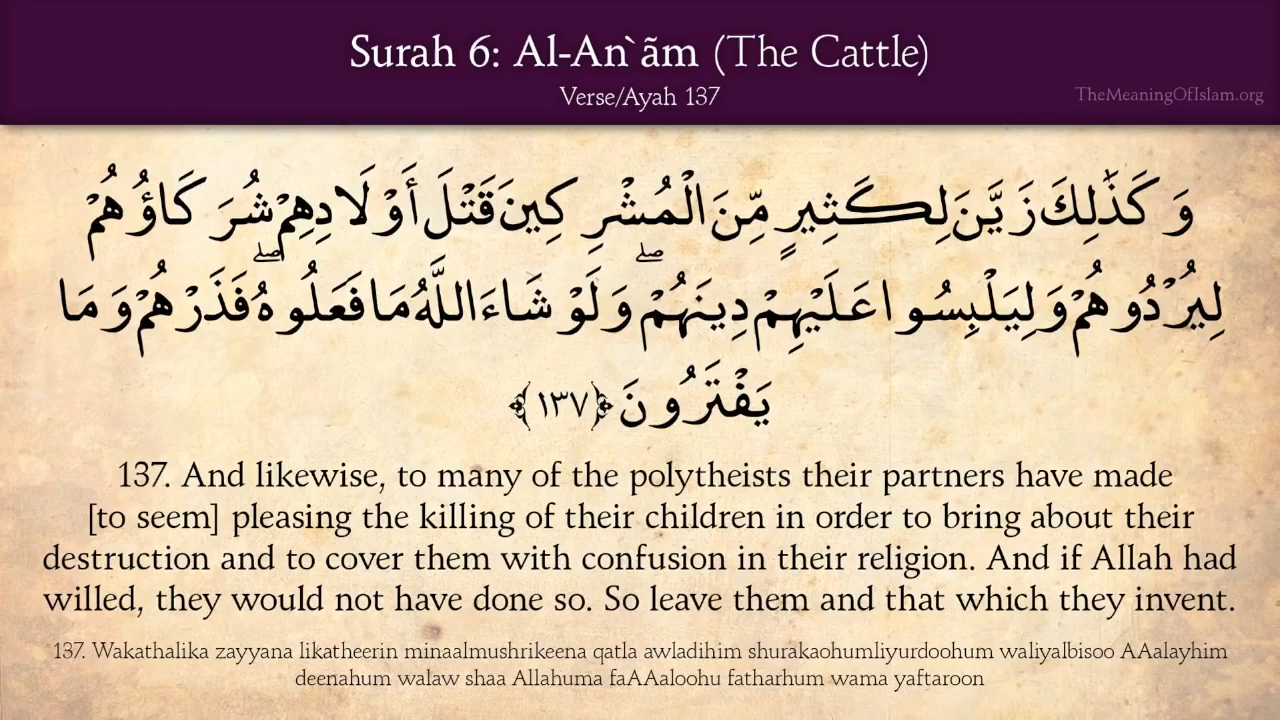 Surah 6: Al-An`ãm (The Cattle)
Verse/Ayah 137
TheMeaningOfIslam.org
وَكَذَٰلِكَ زَيَّنَ لِكَثِيرٍ مِّنَ الْمُشْرِكِينَ قَتْلَ أَوْلَادِهِمْ شُرَكَاؤُهُمْ
لِيُرْدُوهُمْ وَلِيَلْبِسُوا عَلَيْهِمْ دِينَهُمْ ۖ وَلَوْ شَاءَ اللَّهُ مَا فَعَلُوهُ ۖ فَذَرْهُمْ وَمَا
يَفْتَرُونَ ﴿١٣٧﴾
137. And likewise, to many of the polytheists their partners have made
[to seem] pleasing the killing of their children in order to bring about their
destruction and to cover them with confusion in their religion. And if Allah had
willed, they would not have done so. So leave them and that which they invent.
137. Wakathalika zayyana likatheerin minaalmushrikeena qatla awladihim shurakaohumliyurdoohum waliyalbisoo AAalayhim
deenahum walaw shaa Allahuma faAAaloohu fatharhum wama yaftaroon